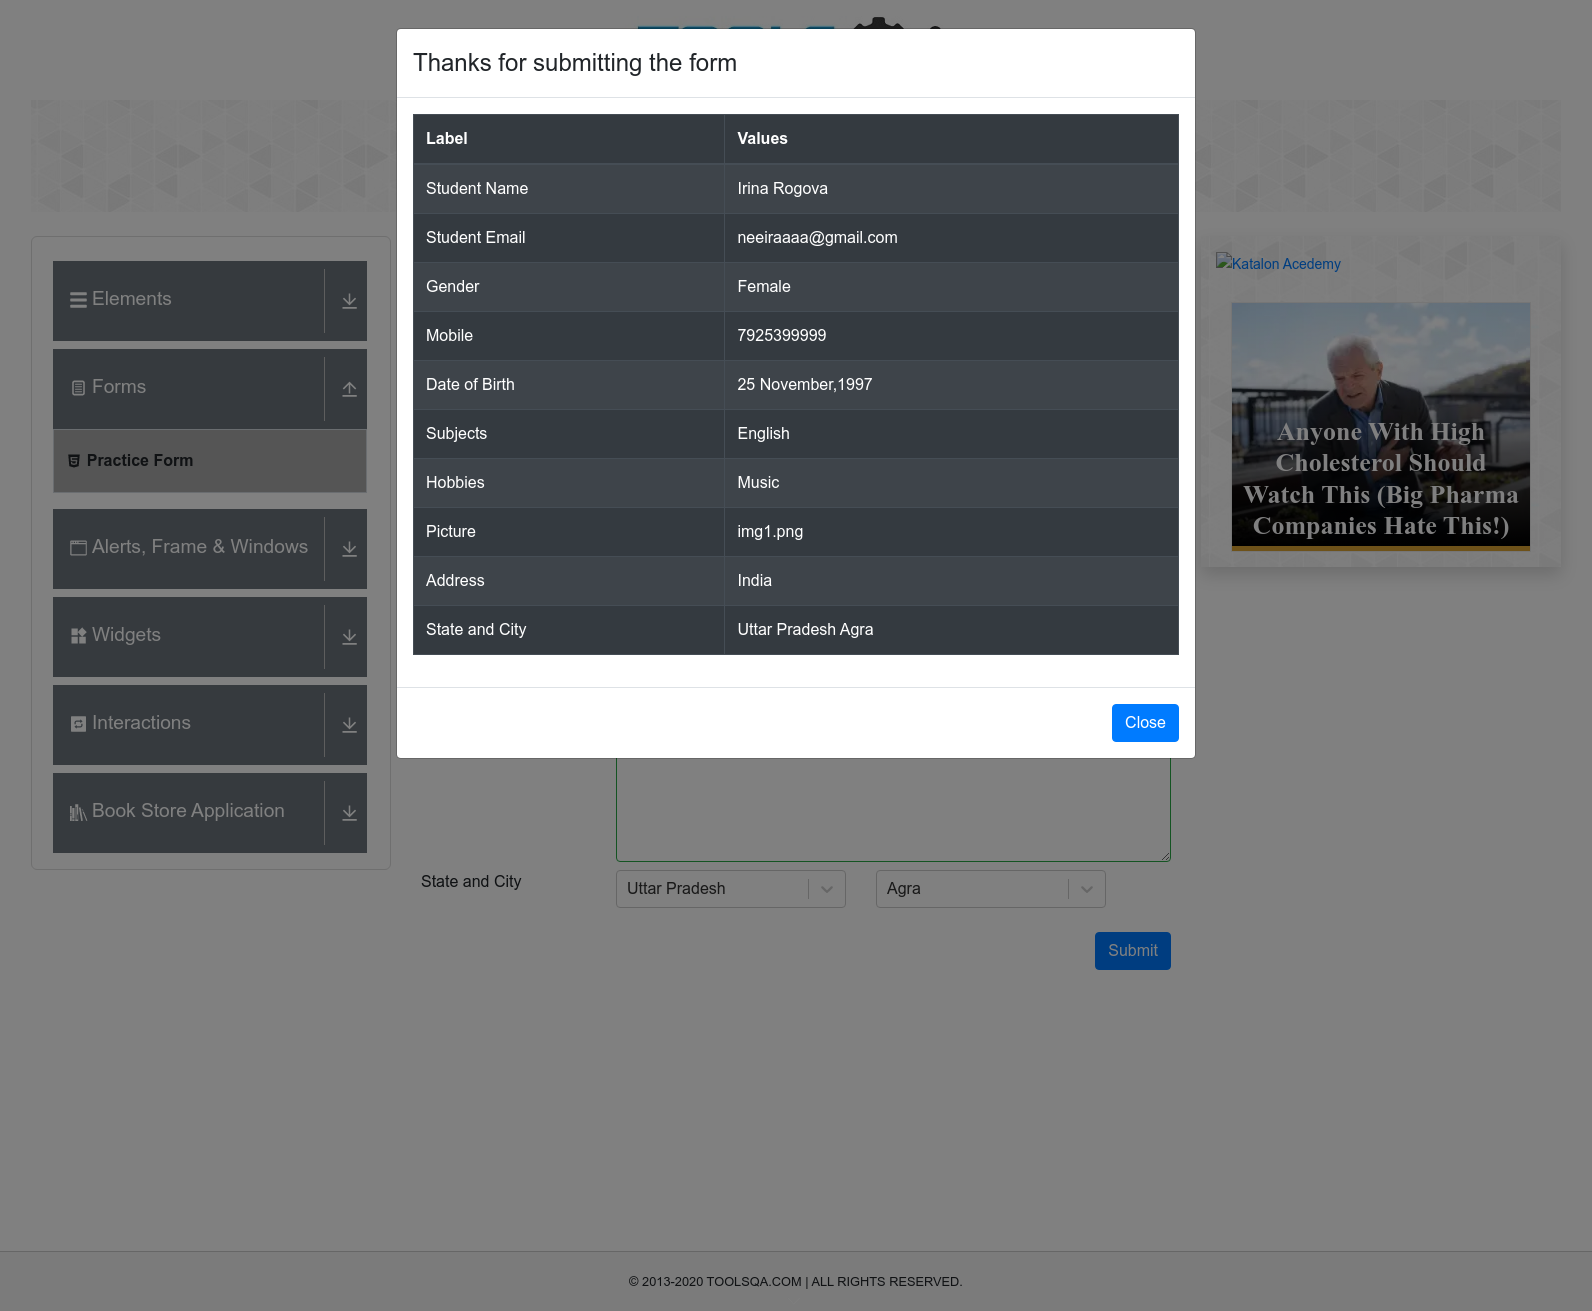 Thanks for submitting the form
Label Values
Student Name Irina Rogova
Student Email neeiraaaa@gmail.com
Gender Female
Mobile 7925399999
Date of Birth 25 November,1997
Subjects English
Hobbies Music
Picture img1.png
Address India
State and City Uttar Pradesh Agra
Close
Elements
Forms
Practice Form
Alerts, Frame & Windows
Widgets
Interactions
Book Store Application
State and City
Uttar Pradesh
Agra
Submit
Katalon Acedemy
Anyone With High
Cholesterol Should
Watch This (Big Pharma
Companies Hate This!)
© 2013-2020 TOOLSQA.COM | ALL RIGHTS RESERVED.